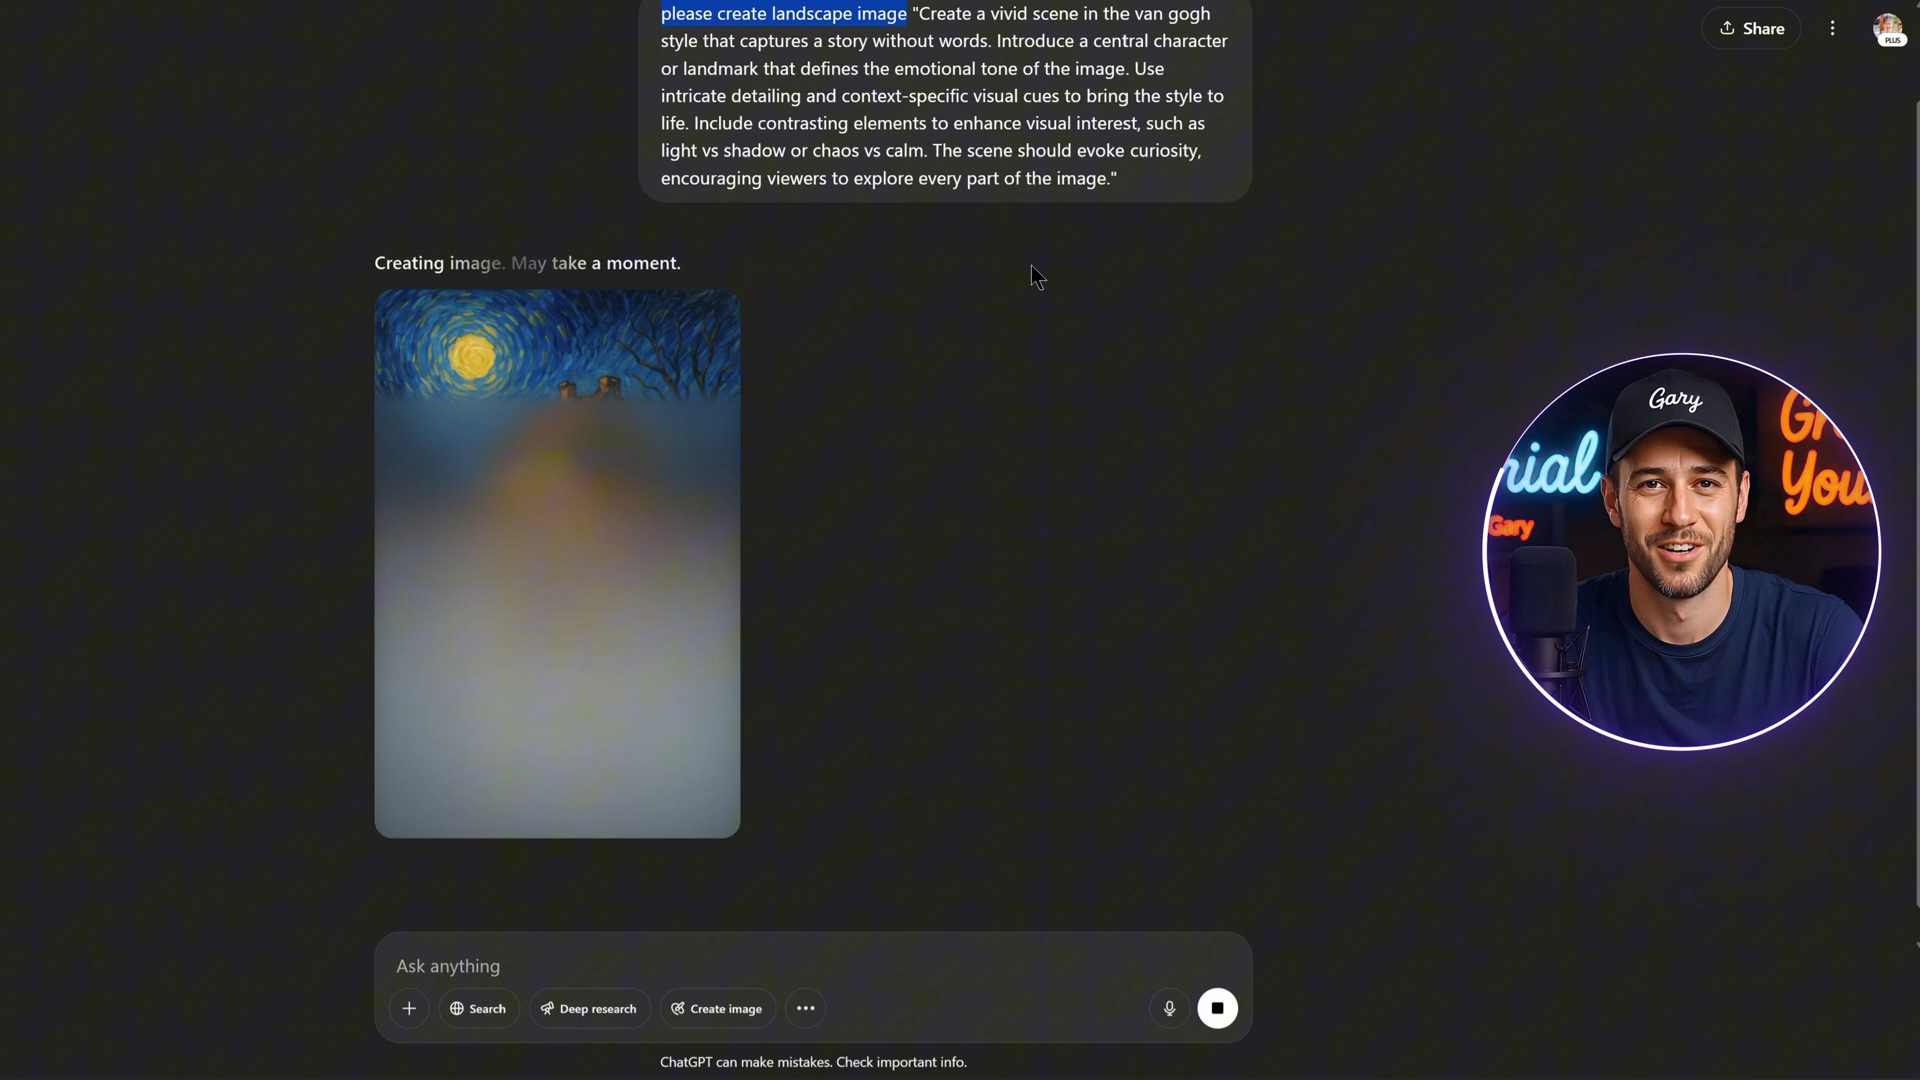 please create landscape image "Create a vivid scene in the van gogh
style that captures a story without words. Introduce a central character
or landmark that defines the emotional tone of the image. Use
intricate detailing and context-specific visual cues to bring the style to
life. Include contrasting elements to enhance visual interest, such as
light vs shadow or chaos vs calm. The scene should evoke curiosity,
encouraging viewers to explore every part of the image."
Share
PLUS
Creating image. May take a moment.
Gary
rial
Gr
You
Gary
Ask anything
Search
Deep research
Create image
ChatGPT can make mistakes. Check important info.